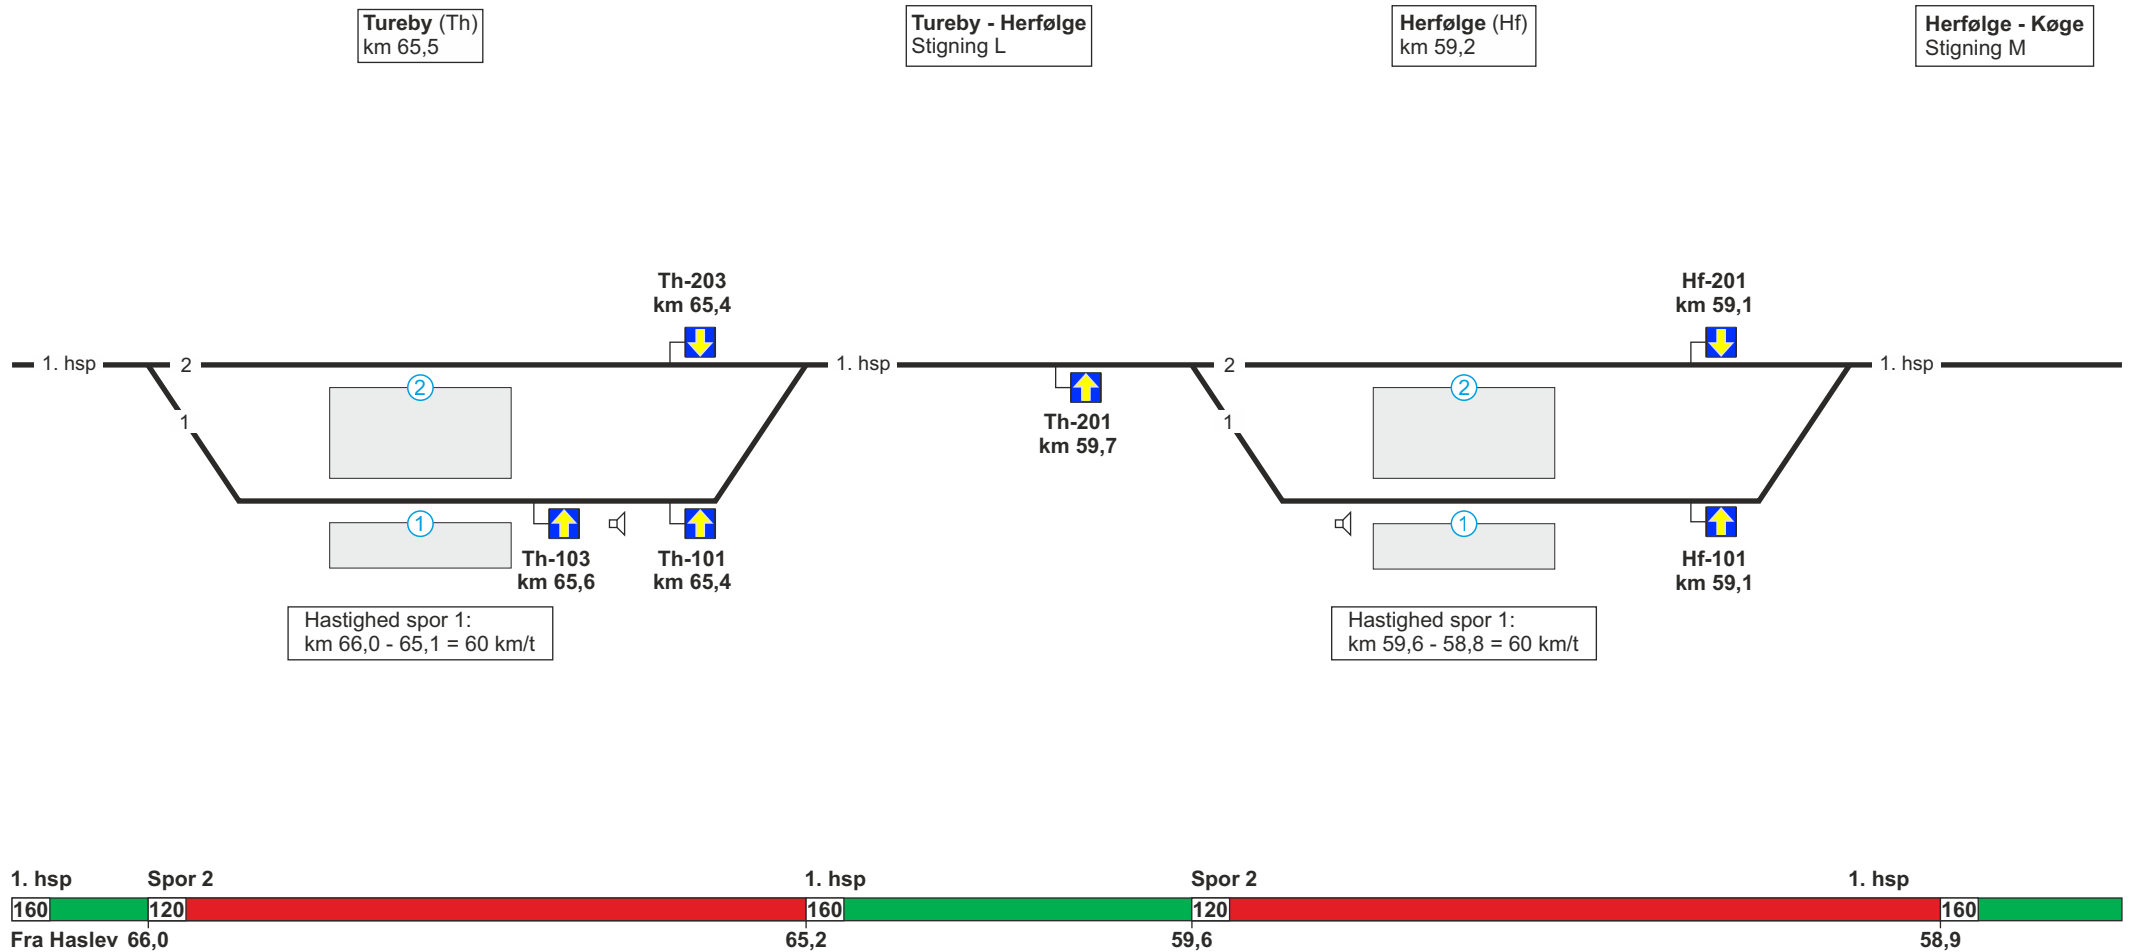 Tureby (Th)
km 65,5
Tureby - Herfølge
Stigning L
Herfølge (Hf)
km 59,2
Herfølge - Køge
Stigning M
Th-203
km 65,4
Hf-201
km 59,1
1. hsp
2
1. hsp
2
1. hsp
2
2
1
Th-201
km 59,7
1
1
1
Th-103
km 65,6
Th-101
km 65,4
Hf-101
km 59,1
Hastighed spor 1:
km 66,0 - 65,1 = 60 km/t
Hastighed spor 1:
km 59,6 - 58,8 = 60 km/t
1. hsp
Spor 2
1. hsp
Spor 2
1. hsp
160
120
160
120
160
Fra Haslev 66,0
65,2
59,6
58,9